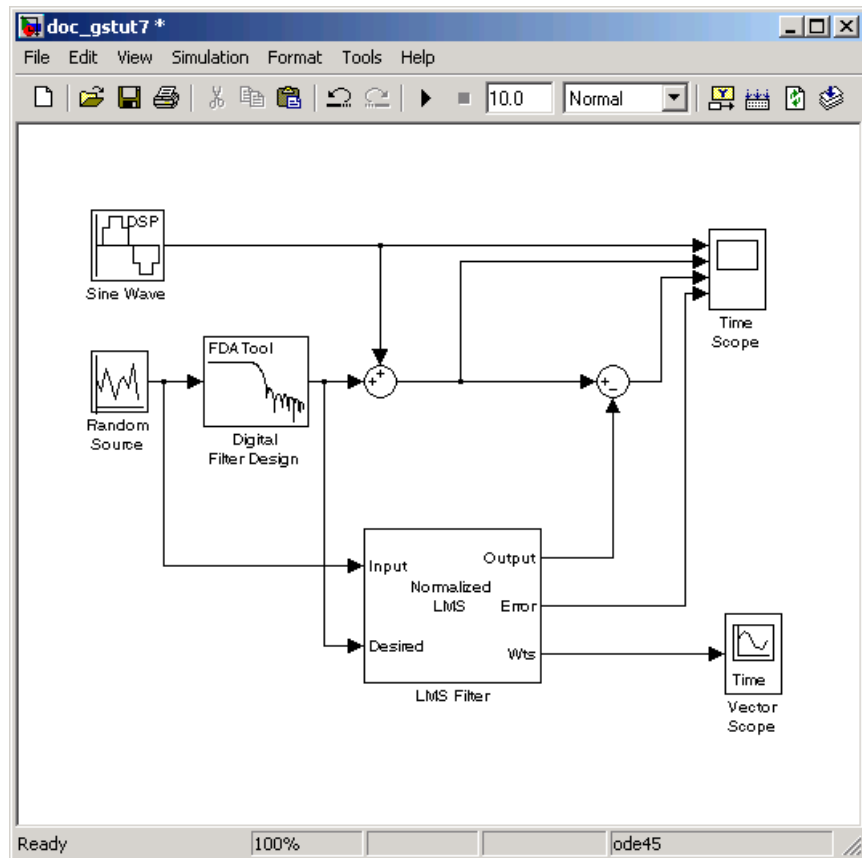 doc_gstut7 *
File Edit View Simulation Format Tools Help
10.0 Normal
DSP
Sine Wave
Time
Scope
FDATool
Random
Source
Digital
Filter Design
Input
Output
Normalized
LMS
Error
Desired
Wts
LMS Filter
Time
Vector
Scope
Ready 100% ode45